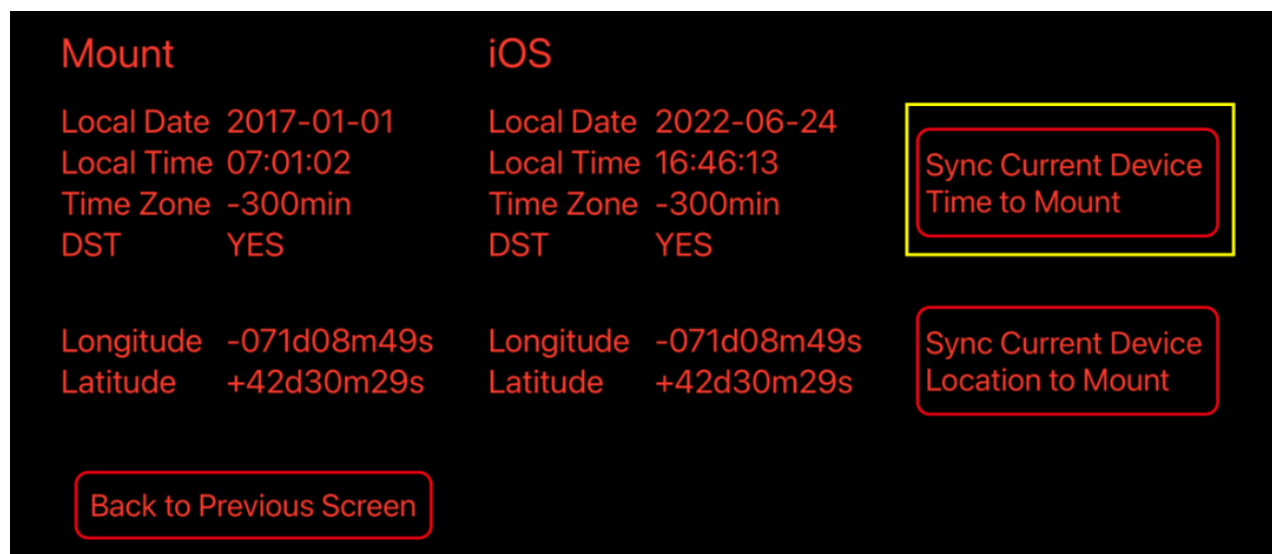 Mount
Local Date 2017-01-01
Local Time 07:01:02
Time Zone -300min
DST YES
Longitude -071d08m49s
Latitude +42d30m29s
iOS
Local Date 2022-06-24
Local Time 16:46:13
Time Zone -300min
DST YES
Longitude -071d08m49s
Latitude +42d30m29s
Sync Current Device
Time to Mount
Sync Current Device
Location to Mount
Back to Previous Screen